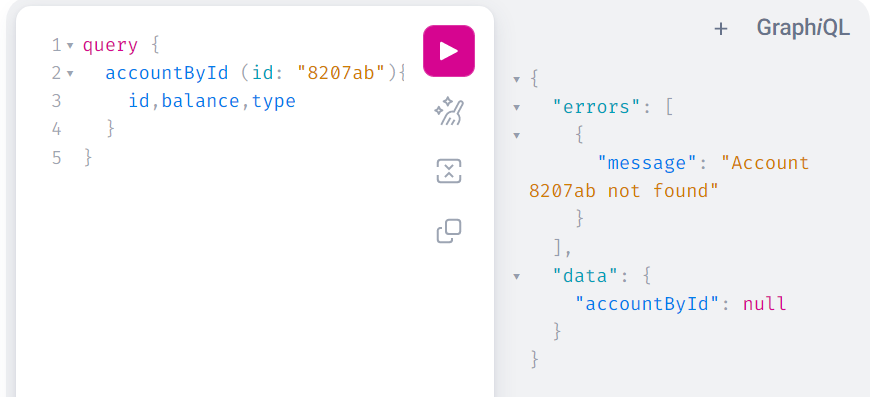 1 query {
2 accountById (id: "8207ab"){
3 id,balance,type
4 }
5 }
+ GraphiQL
{
"errors": [
{
"message": "Account
8207ab not found"
}
],
"data": {
"accountById": null
}
}